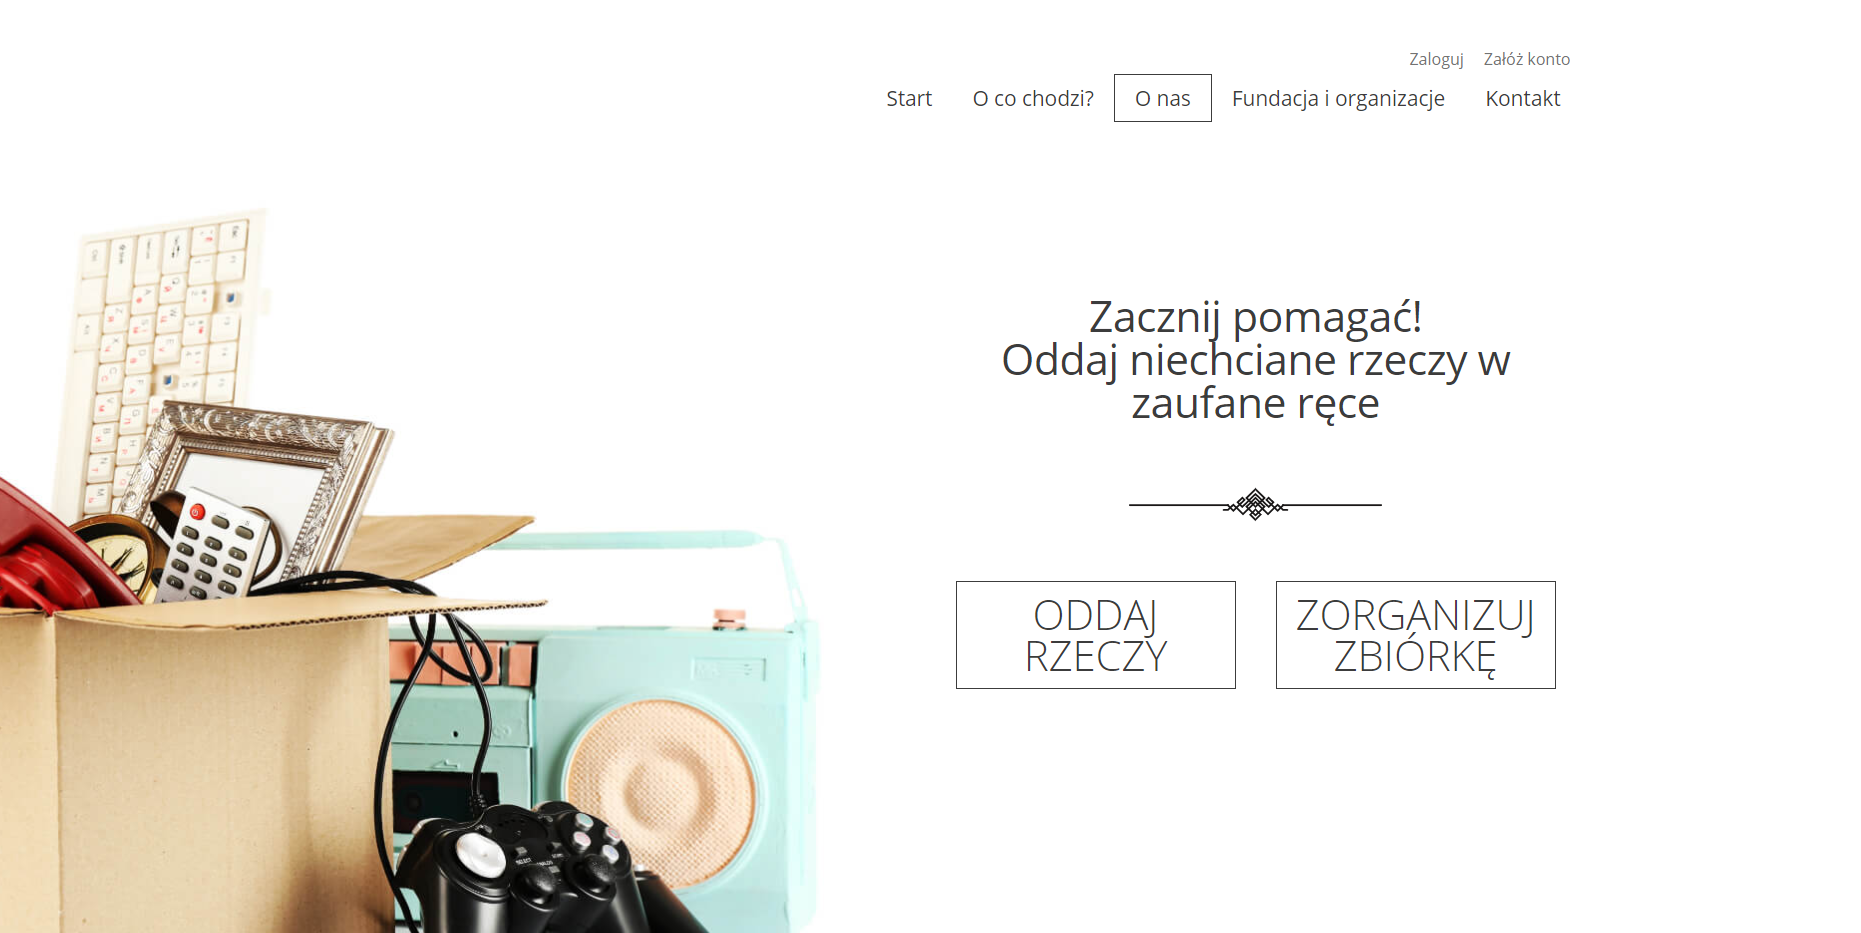 Zaloguj Załóż konto
Start O co chodzi? O nas Fundacja i organizacje Kontakt
Zacznij pomagać!
Oddaj niechciane rzeczy w
zaufane ręce
ODDAJ
RZECZY
ZORGANIZUJ
ZBIÓRKĘ